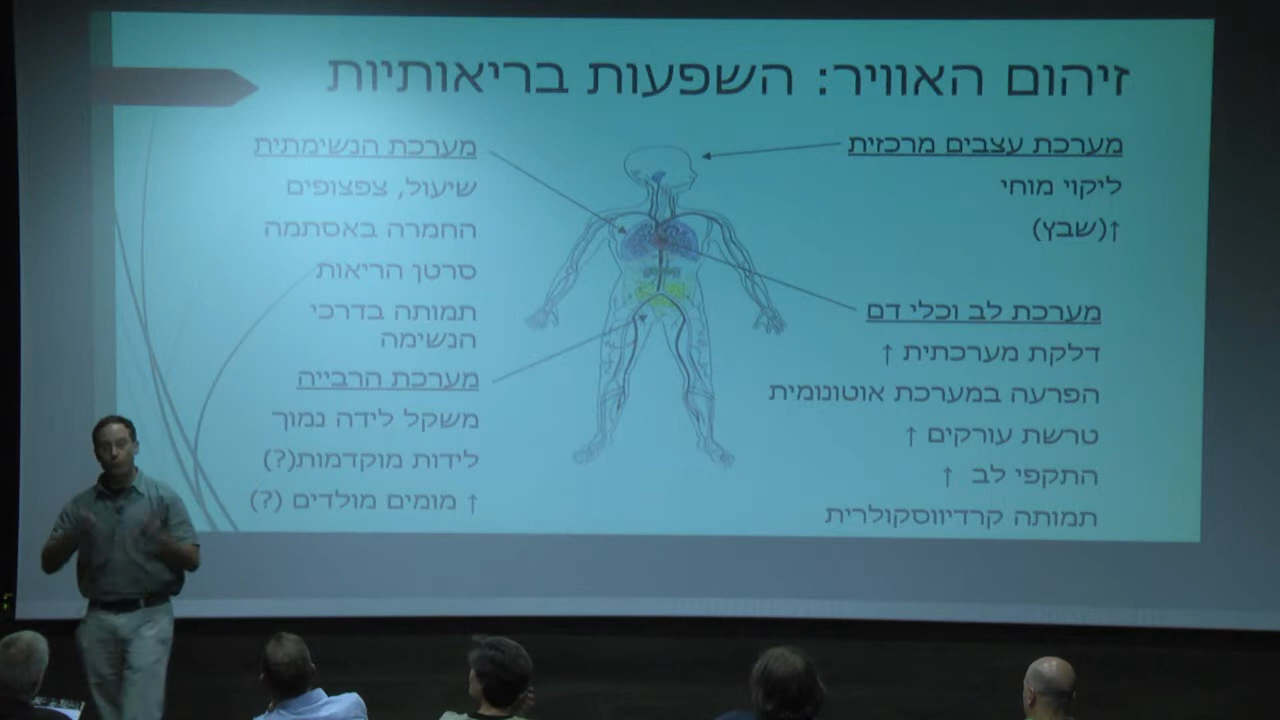 זיהום האוויר: השפעות בריאותיות
מערכת עצבים מרכזית
ליקוי מוחי
↑(שבץ)
מערכת לב וכלי דם
דלקת מערכתית ↑
הפרעה במערכת אוטונומית
טרשת עורקים ↑
התקפי לב ↑
תמותה קרדיווסקולרית
מערכת הנשימתית
שיעול, צפצופים
החמרה באסתמה
סרטן הריאות
תמותה בדרכי
הנשימה
מערכת הרבייה
משקל לידה נמוך
לידות מוקדמות(?)
↑ מומים מולדים (?)